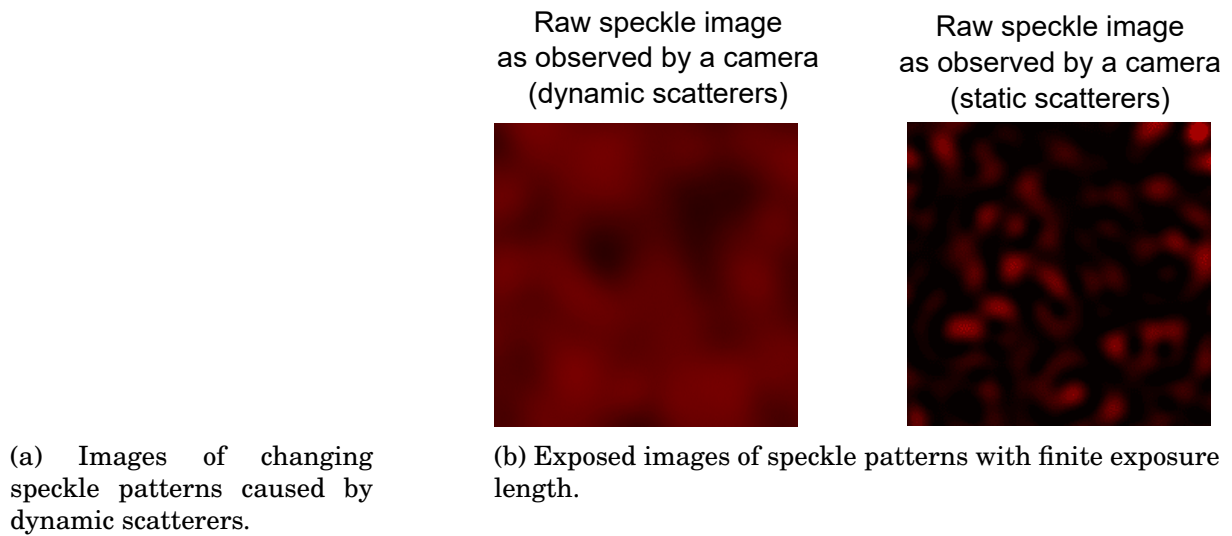 Raw speckle image
as observed by a camera
(dynamic scatterers)
Raw speckle image
as observed by a camera
(static scatterers)
(a) Images of changing
speckle patterns caused by
dynamic scatterers.
(b) Exposed images of speckle patterns with finite exposure
length.